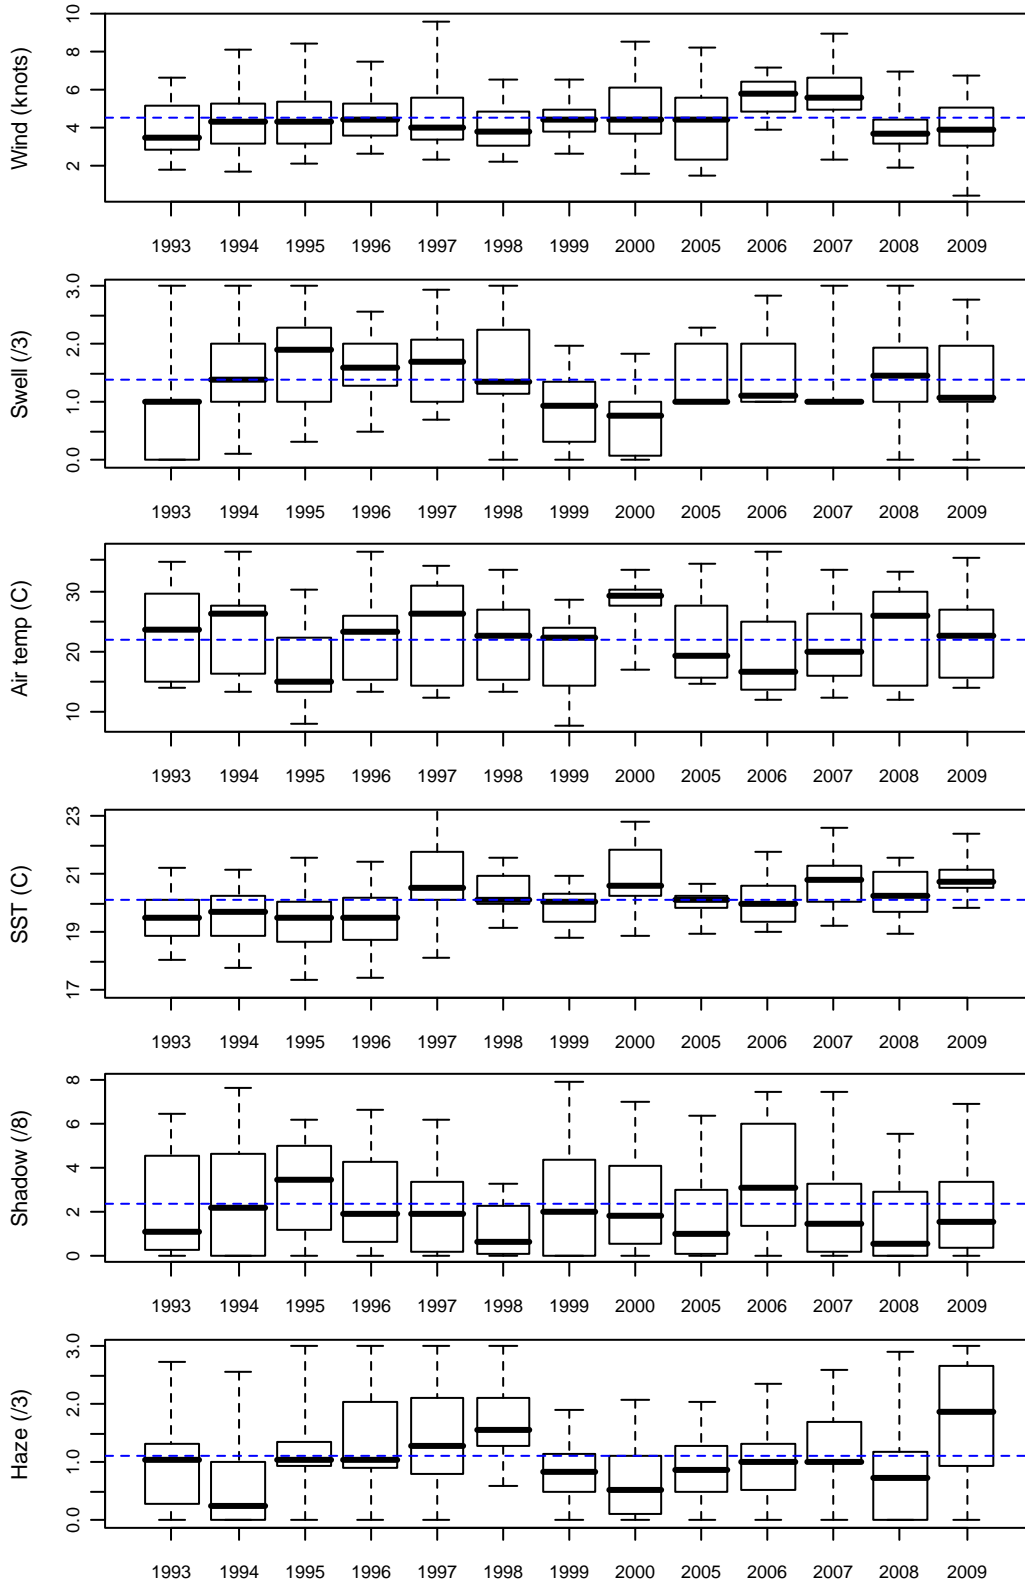 Wind (knots)
10
8
6
4
2
1993 1994 1995 1996 1997 1998 1999 2000 2005 2006 2007 2008 2009
Swell (/3)
3.0
2.0
1.0
0.0
1993 1994 1995 1996 1997 1998 1999 2000 2005 2006 2007 2008 2009
Air temp (C)
30
20
10
1993 1994 1995 1996 1997 1998 1999 2000 2005 2006 2007 2008 2009
SST (C)
23
21
19
17
1993 1994 1995 1996 1997 1998 1999 2000 2005 2006 2007 2008 2009
Shadow (/8)
8
6
4
2
0
1993 1994 1995 1996 1997 1998 1999 2000 2005 2006 2007 2008 2009
Haze (/3)
3.0
2.0
1.0
0.0
1993 1994 1995 1996 1997 1998 1999 2000 2005 2006 2007 2008 2009